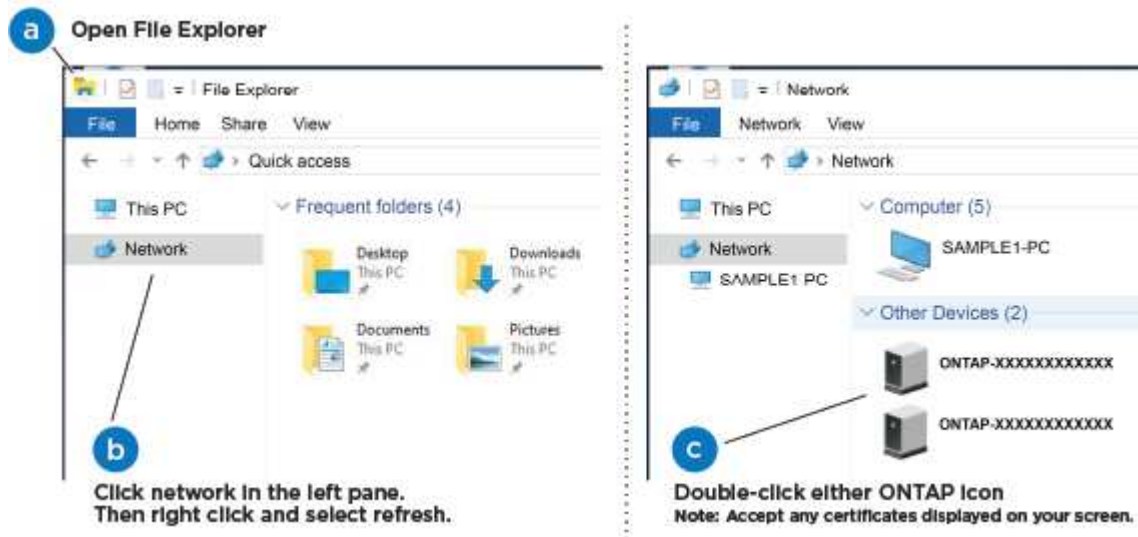 a
Open File Explorer
File Explorer
File Home Share View
Quick access
This PC
Network
Frequent folders (4)
Desktop
This PC
Downloads
This PC
Documents
This PC
Pictures
This PC
b
Click network in the left pane.
Then right click and select refresh.
Network
File Network View
Network
This PC
Network
SAMPLE1 PC
Computer (5)
SAMPLE1-PC
Other Devices (2)
ONTAP-XXXXXXXXXXXX
ONTAP-XXXXXXXXXXXX
c
Double-click either ONTAP icon
Note: Accept any certificates displayed on your screen.